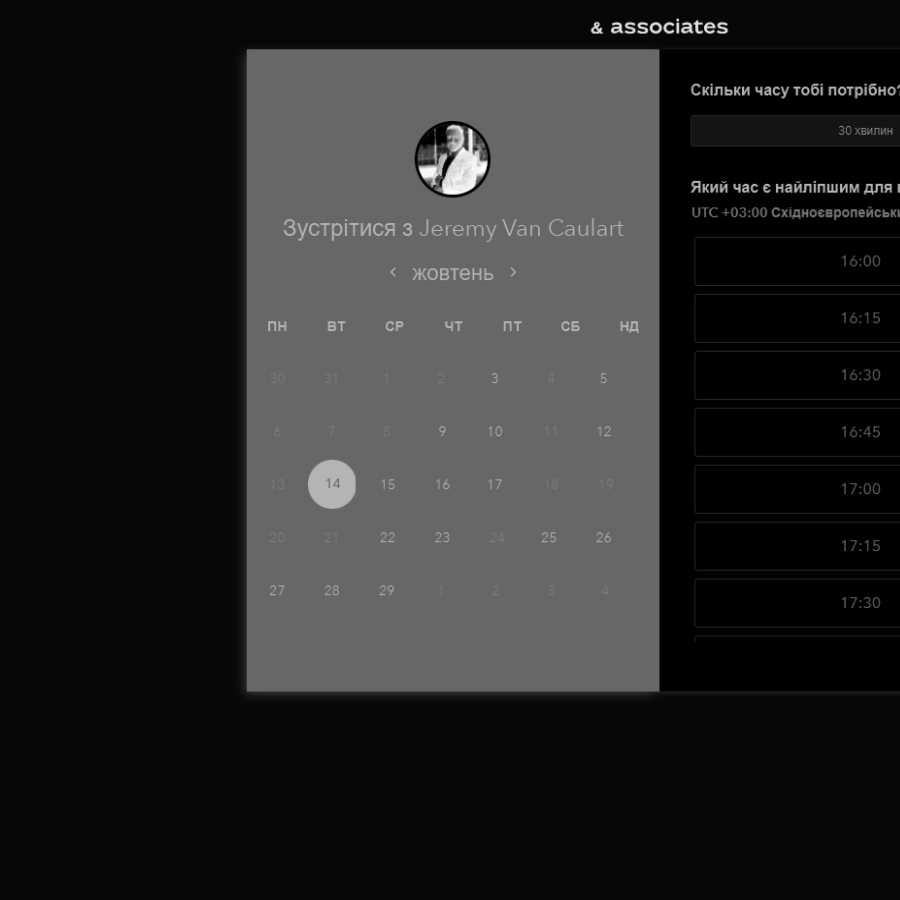 & associates
Зустрітися з Jeremy Van Caulart
жовтень
ПН ВТ СР ЧТ ПТ СБ НД
30 31 1 2 3 4 5
6 7 8 9 10 11 12
13 14 15 16 17 18 19
20 21 22 23 24 25 26
27 28 29 1 2 3 4
Скільки часу тобі потрібно?
30 хвилин
Який час є найліпшим для
UTC +03:00 Східноєвропейськ
16:00
16:15
16:30
16:45
17:00
17:15
17:30